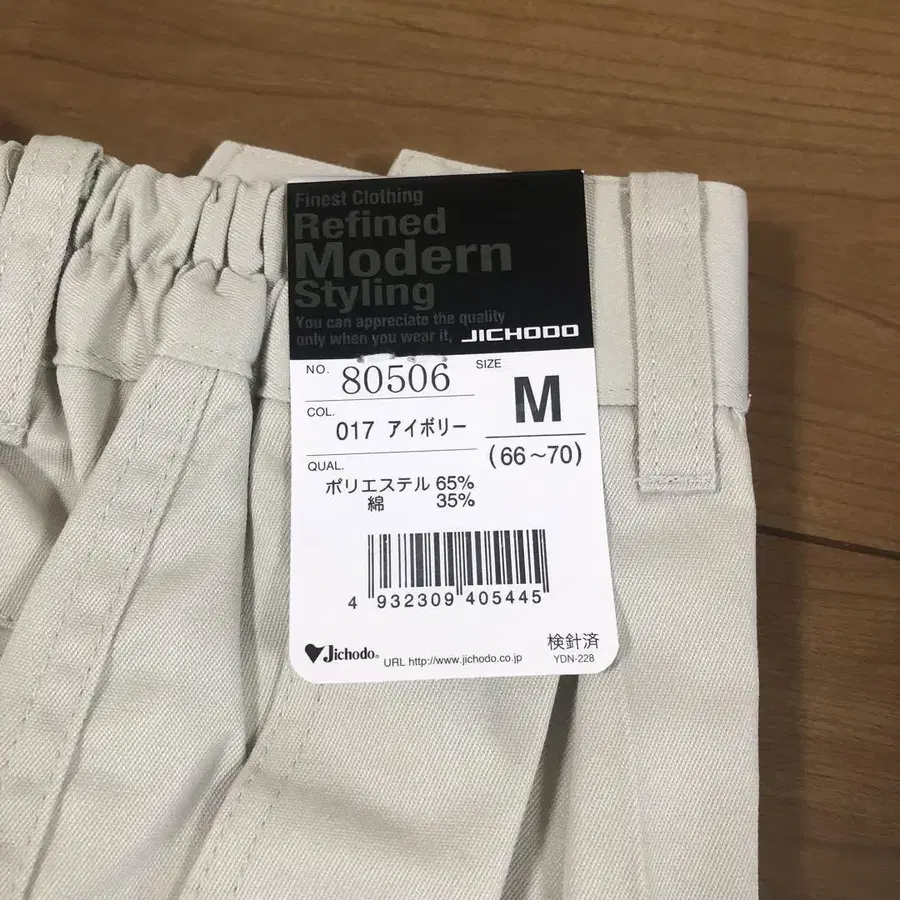 Finest Clothing
Refined
Modern
Styling
You can appreciate the quality
only when you wear it, JICHODO
NO. 80506
SIZE
M
(66～70)
COL.
017 アイボリー
QUAL.
ポリエステル 65%
綿 35%
4 932309 405445
Jichodo® URL http://www.jichodo.co.jp
検針済
YDN-228